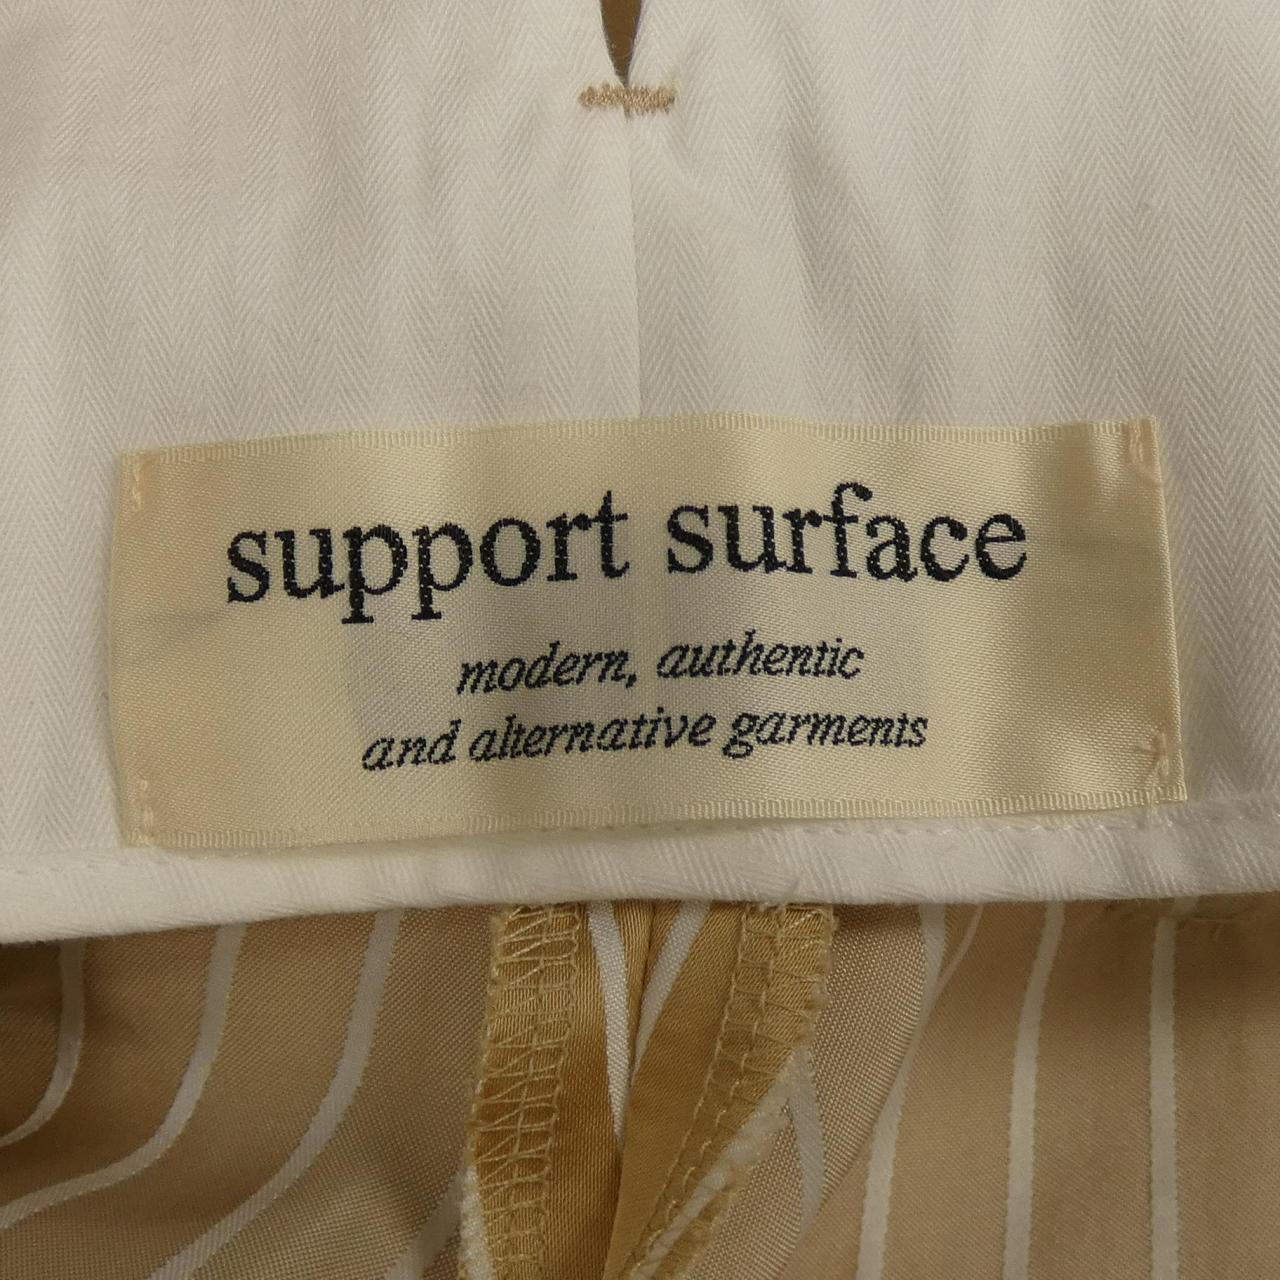 support surface
modern, authentic
and alternative garments